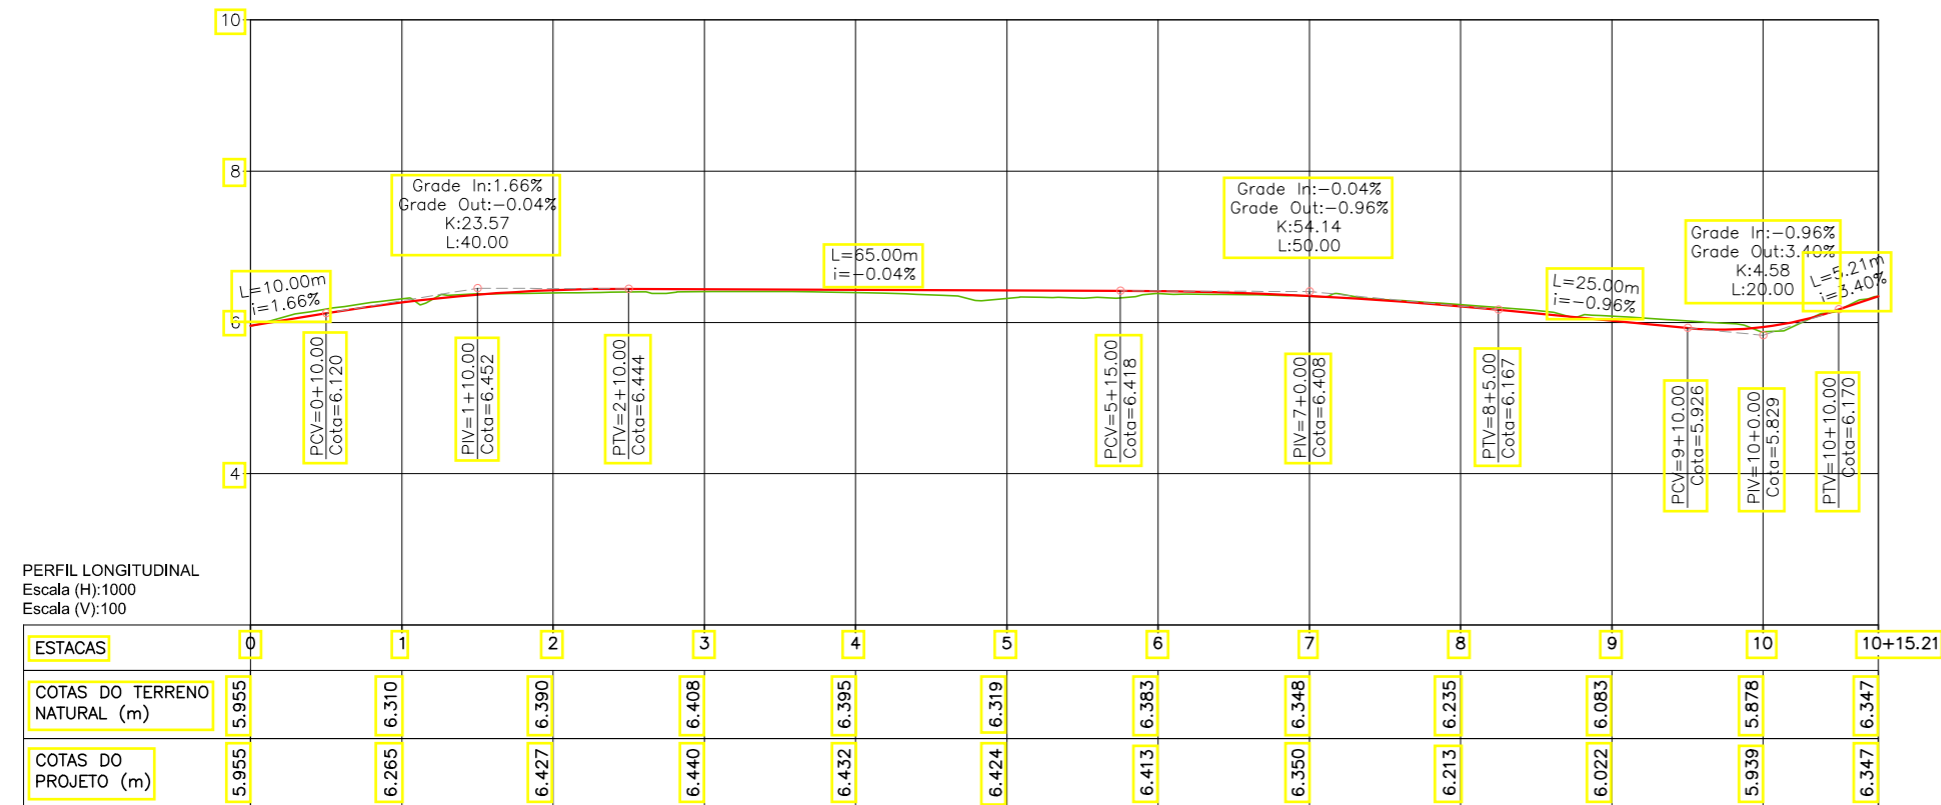 10
8
6
4
Grade In:1.66%
Grade Out:-0.04%
K:23.57
L:40.00
Grade In:-0.04%
Grade Out:-0.96%
K:54.14
L:50.00
Grade In:-0.96%
Grade Out:3.40%
K:4.58
L:20.00
L=10.00m
i=1.66%
L=65.00m
i=-0.04%
L=25.00m
i=-0.96%
L=5.21m
i=3.40%
PCV=0+10.00
Cota=6.120
PIV=1+10.00
Cota=6.452
PTV=2+10.00
Cota=6.444
PCV=5+15.00
Cota=6.418
PIV=7+0.00
Cota=6.408
PTV=8+5.00
Cota=6.167
PCV=9+10.00
Cota=5.926
PIV=10+0.00
Cota=5.829
PTV=10+10.00
Cota=6.170
PERFIL LONGITUDINAL
Escala (H):1000
Escala (V):100
ESTACAS 0 1 2 3 4 5 6 7 8 9 10 10+15.21
COTAS DO TERRENO
NATURAL (m) 5.955 6.310 6.390 6.408 6.395 6.319 6.383 6.348 6.235 6.083 5.878 6.347
COTAS DO
PROJETO (m) 5.955 6.265 6.427 6.440 6.432 6.424 6.413 6.350 6.213 6.022 5.939 6.347